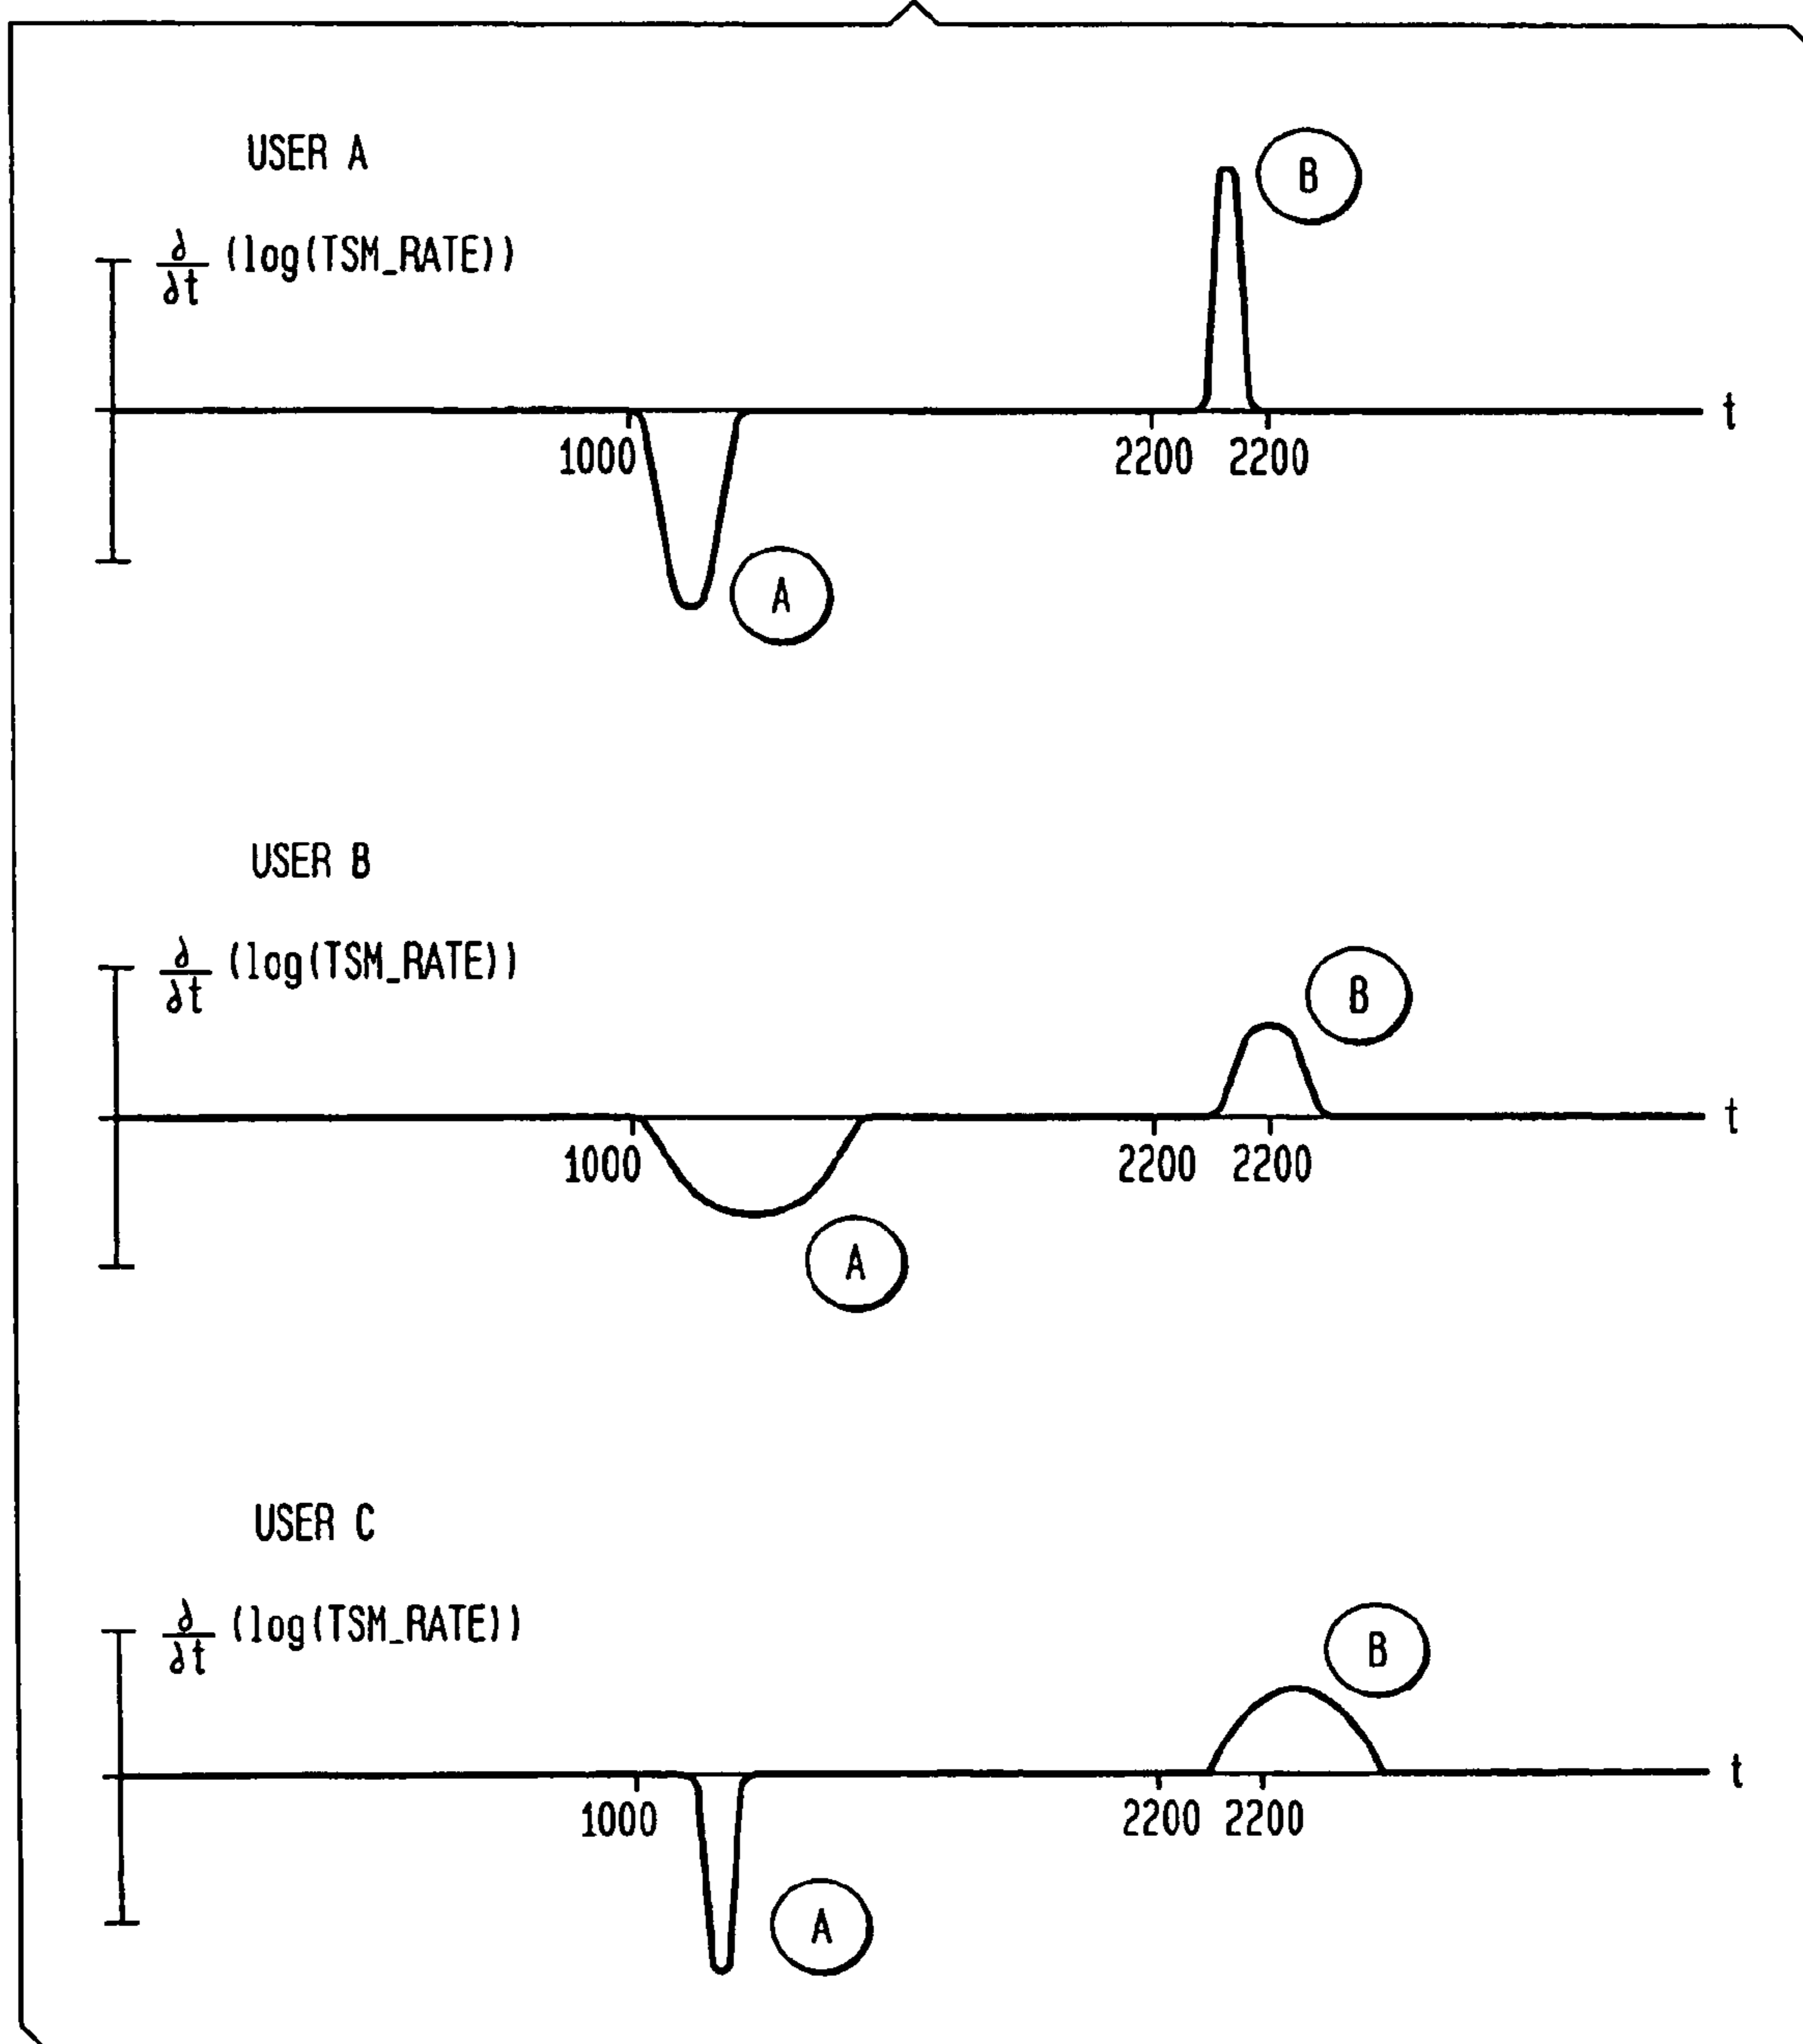 USER A
∂/∂t (log(TSM_RATE))
B
t
1000
2200 2200
A
USER B
∂/∂t (log(TSM_RATE))
B
t
1000
2200 2200
A
USER C
∂/∂t (log(TSM_RATE))
B
t
1000
2200 2200
A